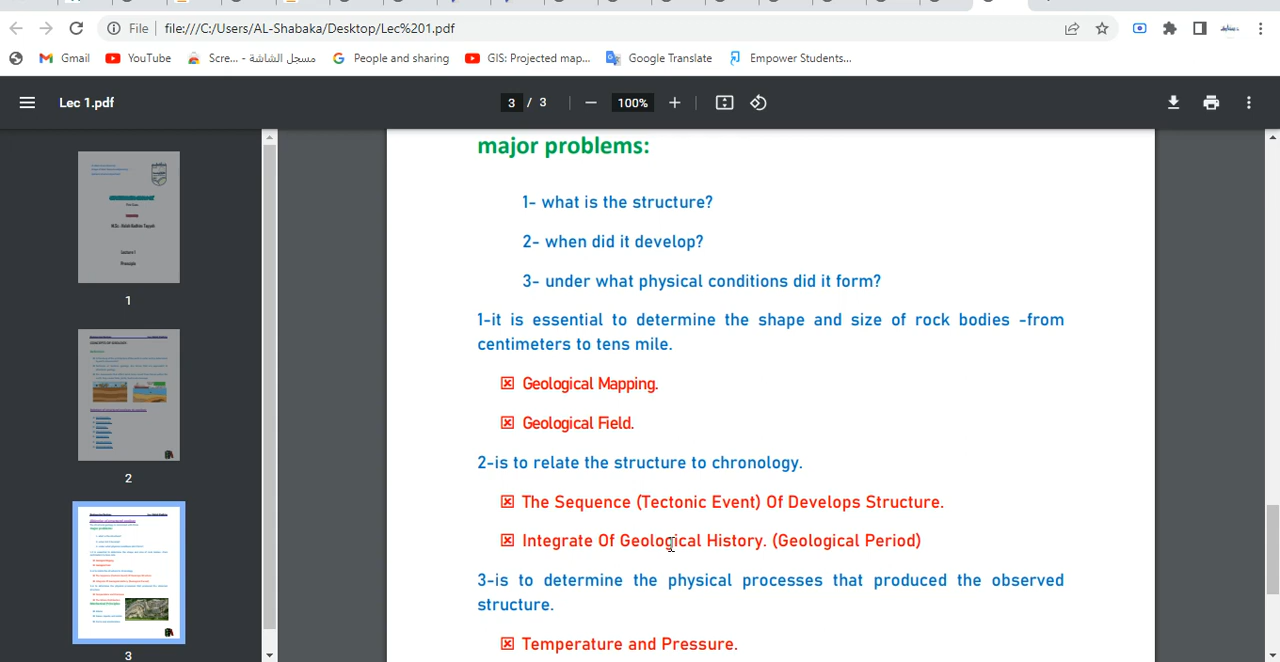 File | file:///C:/Users/AL-Shabaka/Desktop/Lec%201.pdf
Gmail YouTube Scre... - مسجل الشاشة People and sharing GIS: Projected map... Google Translate Empower Students...
Lec 1.pdf 3 / 3 100%
major problems:
1- what is the structure?
2- when did it develop?
3- under what physical conditions did it form?
1-it is essential to determine the shape and size of rock bodies -from
centimeters to tens mile.
Geological Mapping.
Geological Field.
2-is to relate the structure to chronology.
The Sequence (Tectonic Event) Of Develops Structure.
Integrate Of Geological History. (Geological Period)
3-is to determine the physical processes that produced the observed
structure.
Temperature and Pressure.
Lecture 1
1
2
3